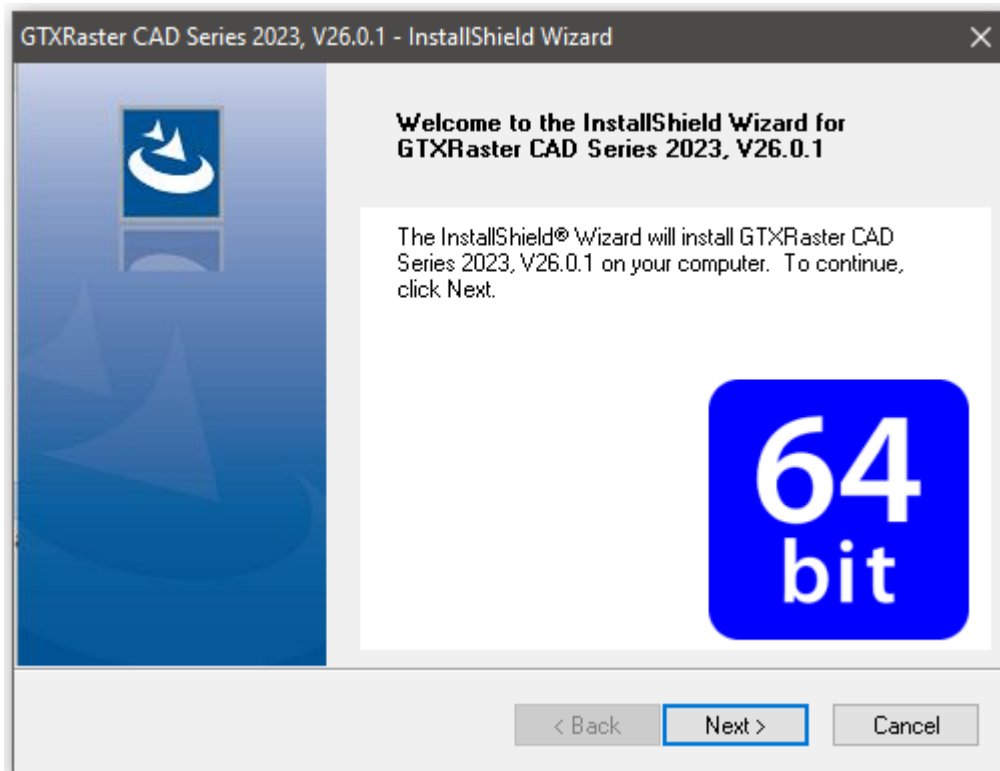 GTXRaster CAD Series 2023, V26.0.1 - InstallShield Wizard
Welcome to the InstallShield Wizard for
GTXRaster CAD Series 2023, V26.0.1
The InstallShield® Wizard will install GTXRaster CAD
Series 2023, V26.0.1 on your computer.  To continue,
click Next.
64
bit
< Back
Next >
Cancel